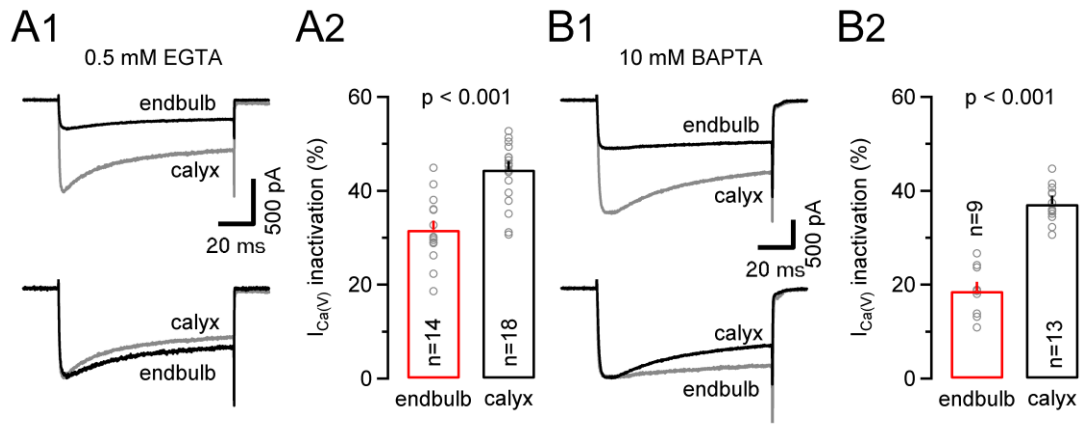 A1
0.5 mM EGTA
endbulb
calyx
500 pA
20 ms
calyx
endbulb
A2
p < 0.001
60
40
20
0
I_Ca(V) inactivation (%)
n=14
n=18
endbulb calyx
B1
10 mM BAPTA
endbulb
calyx
500 pA
20 ms
calyx
endbulb
B2
p < 0.001
60
40
20
0
I_Ca(V) inactivation (%)
n=9
n=13
endbulb calyx